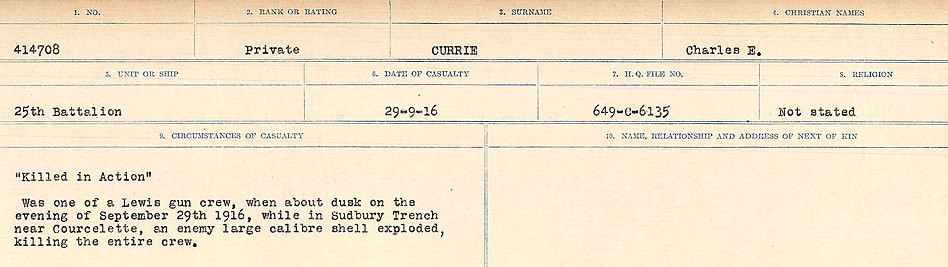 1. NO. 2. RANK OR RATING 3. SURNAME 4. CHRISTIAN NAMES
414708 Private CURRIE Charles E.
5. UNIT OR SHIP 6. DATE OF CASUALTY 7. H.Q. FILE NO. 8. RELIGION
25th Battalion 29-9-16 649-C-6135 Not stated
9. CIRCUMSTANCES OF CASUALTY 10. NAME, RELATIONSHIP AND ADDRESS OF NEXT OF KIN
"Killed in Action"
Was one of a Lewis gun crew, when about dusk on the
evening of September 29th 1916, while in Sudbury Trench
near Courcelette, an enemy large calibre shell exploded,
killing the entire crew.